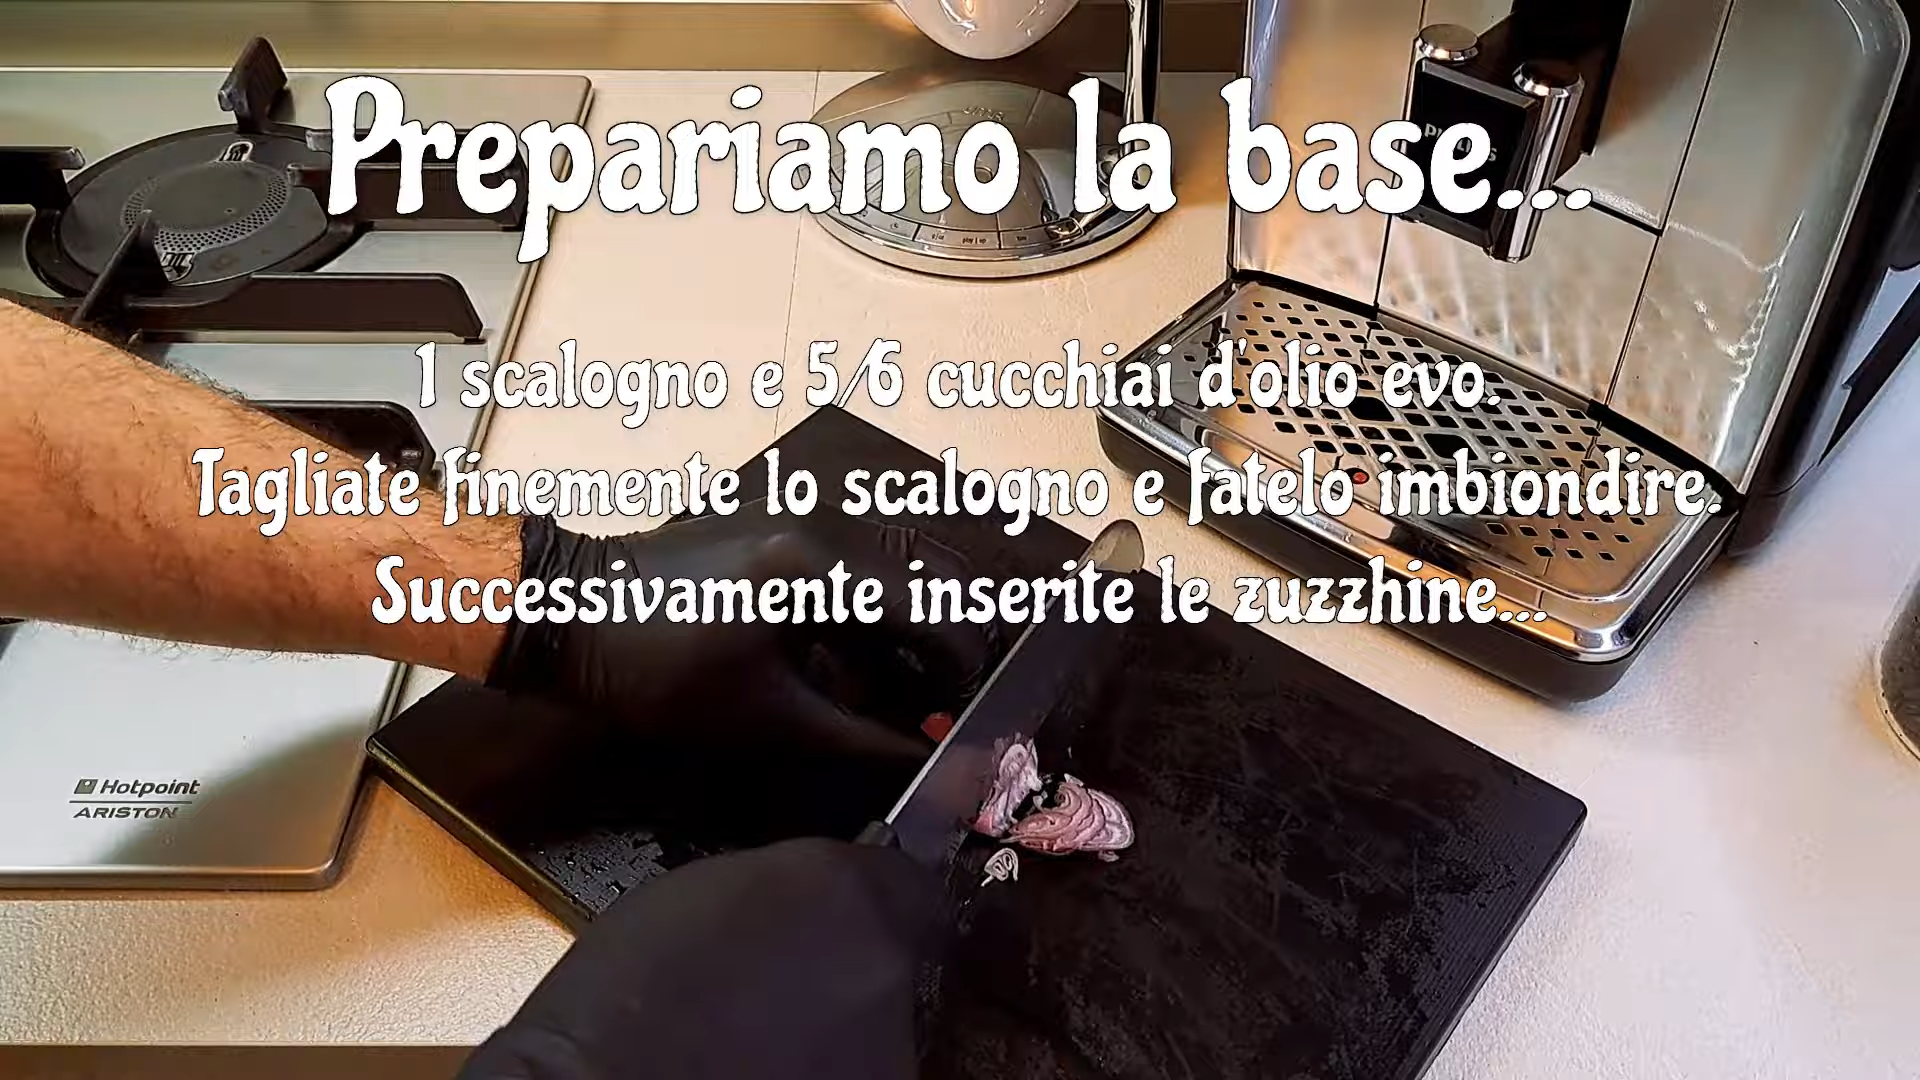 Prepariamo la base...
1 scalogno e 5/6 cucchiai d'olio evo.
Tagliate finemente lo scalogno e fatelo imbiondire.
Successivamente inserite le zuzzhine...
Hotpoint
ARISTON